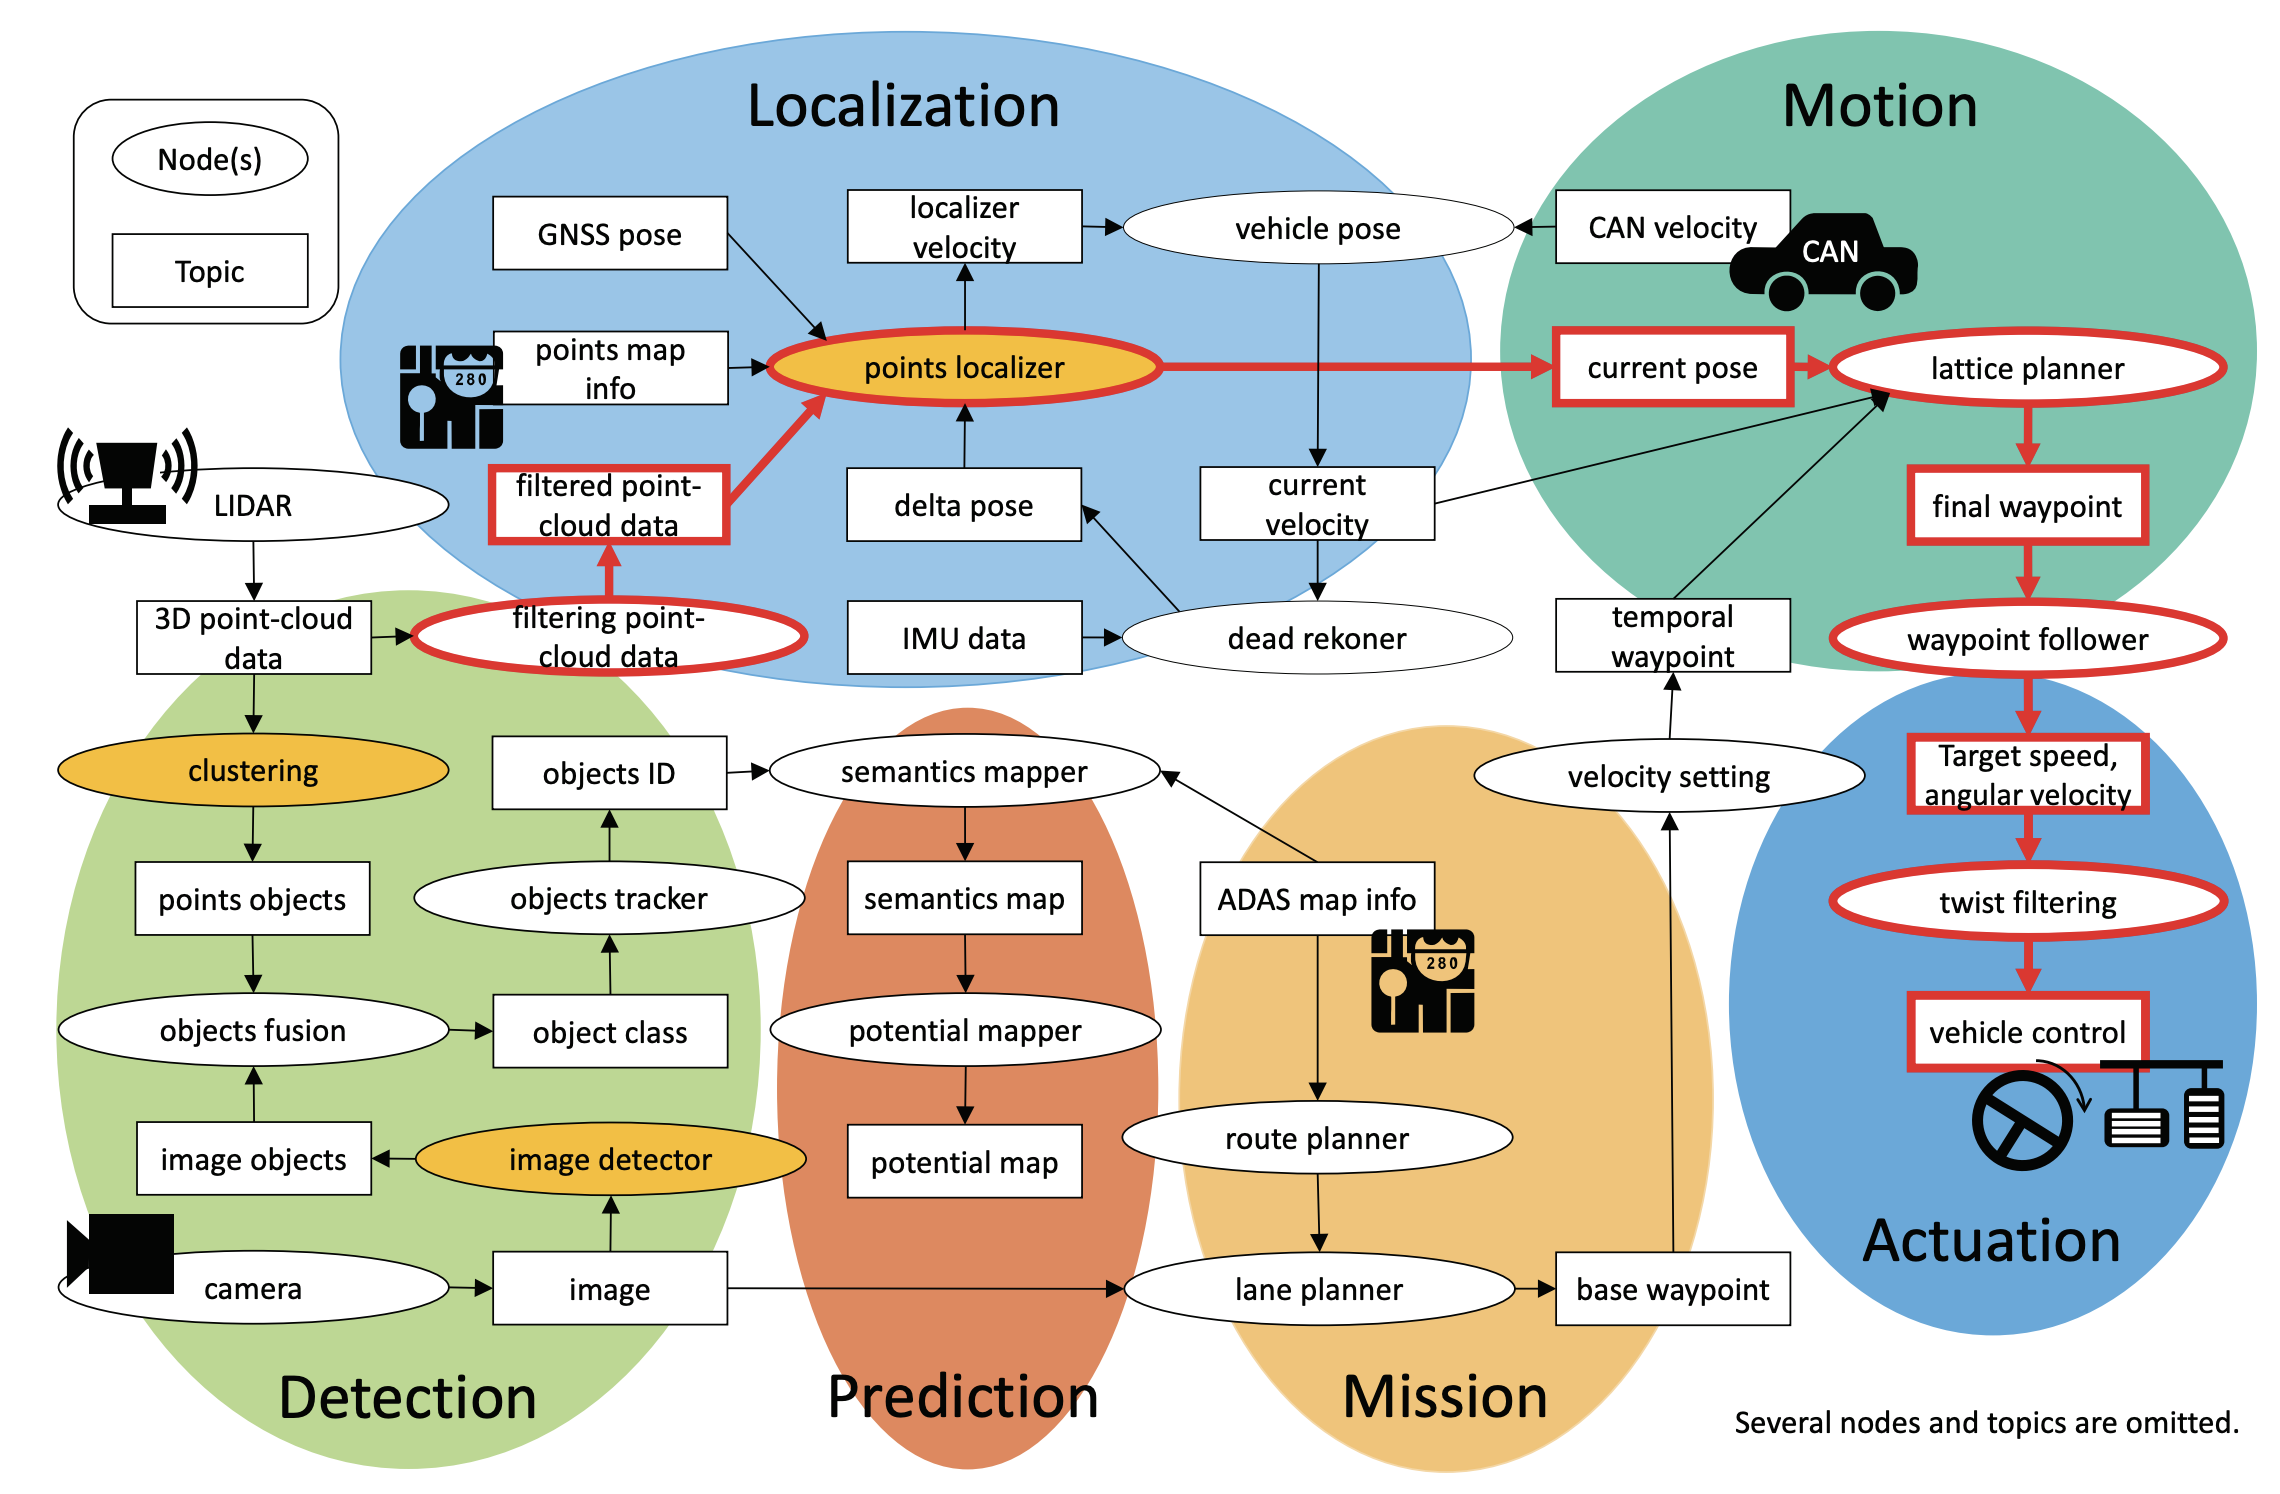 Localization
Motion
Node(s)
Topic
GNSS pose
localizer
velocity
vehicle pose
CAN velocity
CAN
points map
info
280
points localizer
current pose
lattice planner
LIDAR
filtered point-
cloud data
delta pose
current
velocity
final waypoint
3D point-cloud
data
filtering point-
cloud data
IMU data
dead rekoner
temporal
waypoint
waypoint follower
clustering
objects ID
semantics mapper
velocity setting
Target speed,
angular velocity
points objects
objects tracker
semantics map
ADAS map info
280
twist filtering
objects fusion
object class
potential mapper
vehicle control
image objects
image detector
potential map
route planner
Actuation
camera
image
lane planner
base waypoint
Detection
Prediction
Mission
Several nodes and topics are omitted.